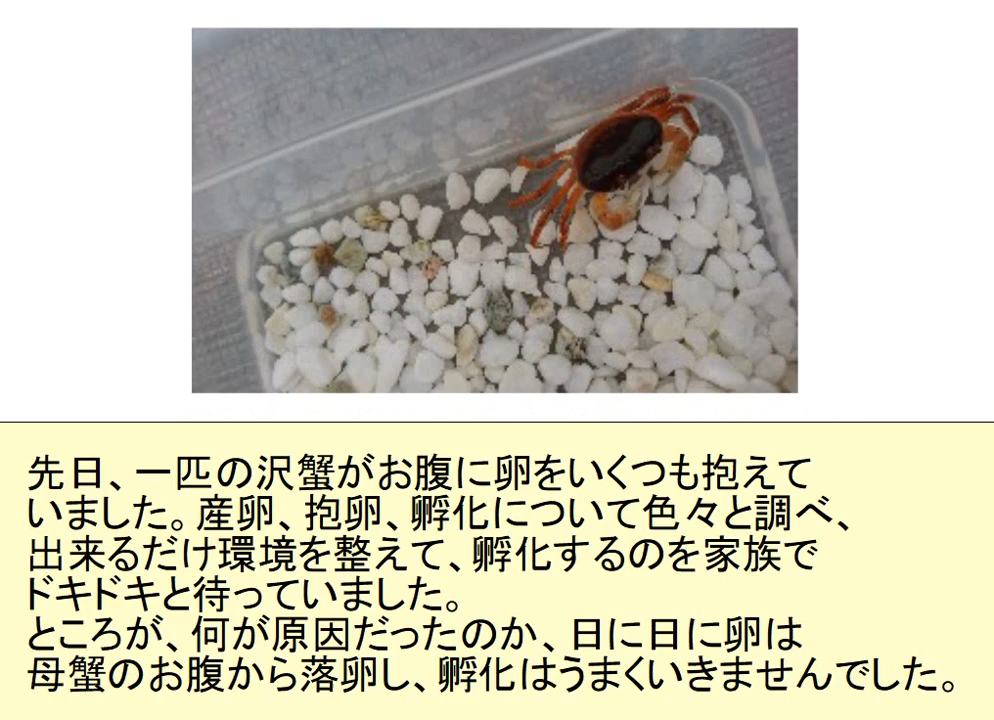 先日、一匹の沢蟹がお腹に卵をいくつも抱えて
いました。産卵、抱卵、孵化について色々と調べ、
出来るだけ環境を整えて、孵化するのを家族で
ドキドキと待っていました。
ところが、何が原因だったのか、日に日に卵は
母蟹のお腹から落卵し、孵化はうまくいきませんでした。